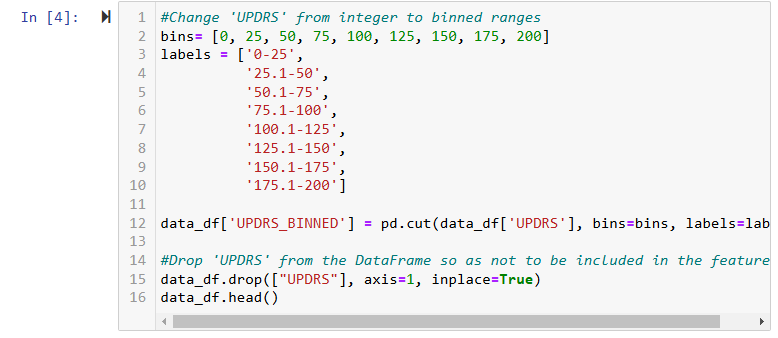 In [4]:
1 #Change 'UPDRS' from integer to binned ranges
2 bins= [0, 25, 50, 75, 100, 125, 150, 175, 200]
3 labels = ['0-25',
4 '25.1-50',
5 '50.1-75',
6 '75.1-100',
7 '100.1-125',
8 '125.1-150',
9 '150.1-175',
10 '175.1-200']
11
12 data_df['UPDRS_BINNED'] = pd.cut(data_df['UPDRS'], bins=bins, labels=lab
13
14 #Drop 'UPDRS' from the DataFrame so as not to be included in the feature
15 data_df.drop(["UPDRS"], axis=1, inplace=True)
16 data_df.head()